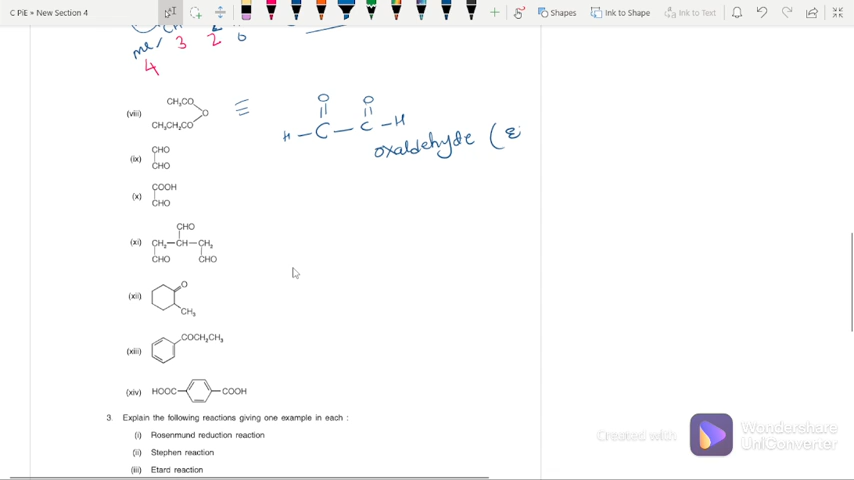 C PiE » New Section 4
Shapes
Ink to Shape
Ink to Text
me
4
3
2
(viii)
CH₃CO
O
CH₃CH₂CO
≡
O O
H — C — C — H
oxaldehyde (
(ix)
CHO
CHO
(x)
COOH
CHO
(xi)
CHO
CH₂—CH—CH₂
CHO CHO
(xii)
O
CH₃
(xiii)
COCH₂CH₃
(xiv)
HOOC COOH
3. Explain the following reactions giving one example in each :
(i) Rosenmund reduction reaction
(ii) Stephen reaction
(iii) Etard reaction
Created with
Wondershare
UniConverter